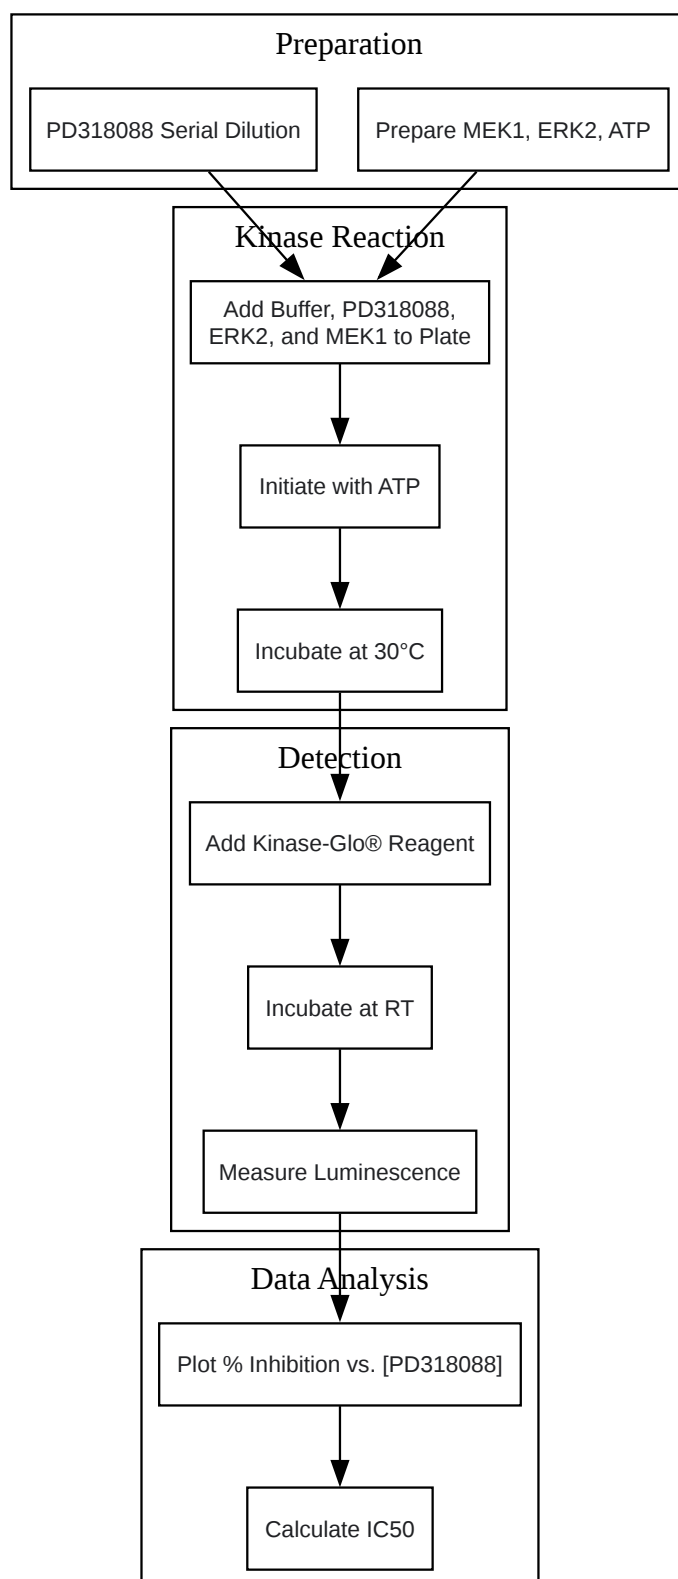 Preparation
PD318088 Serial Dilution
Prepare MEK1, ERK2, ATP
Kinase Reaction
Add Buffer, PD318088,
ERK2, and MEK1 to Plate
Initiate with ATP
Incubate at 30°C
Detection
Add Kinase-Glo® Reagent
Incubate at RT
Measure Luminescence
Data Analysis
Plot % Inhibition vs. [PD318088]
Calculate IC50